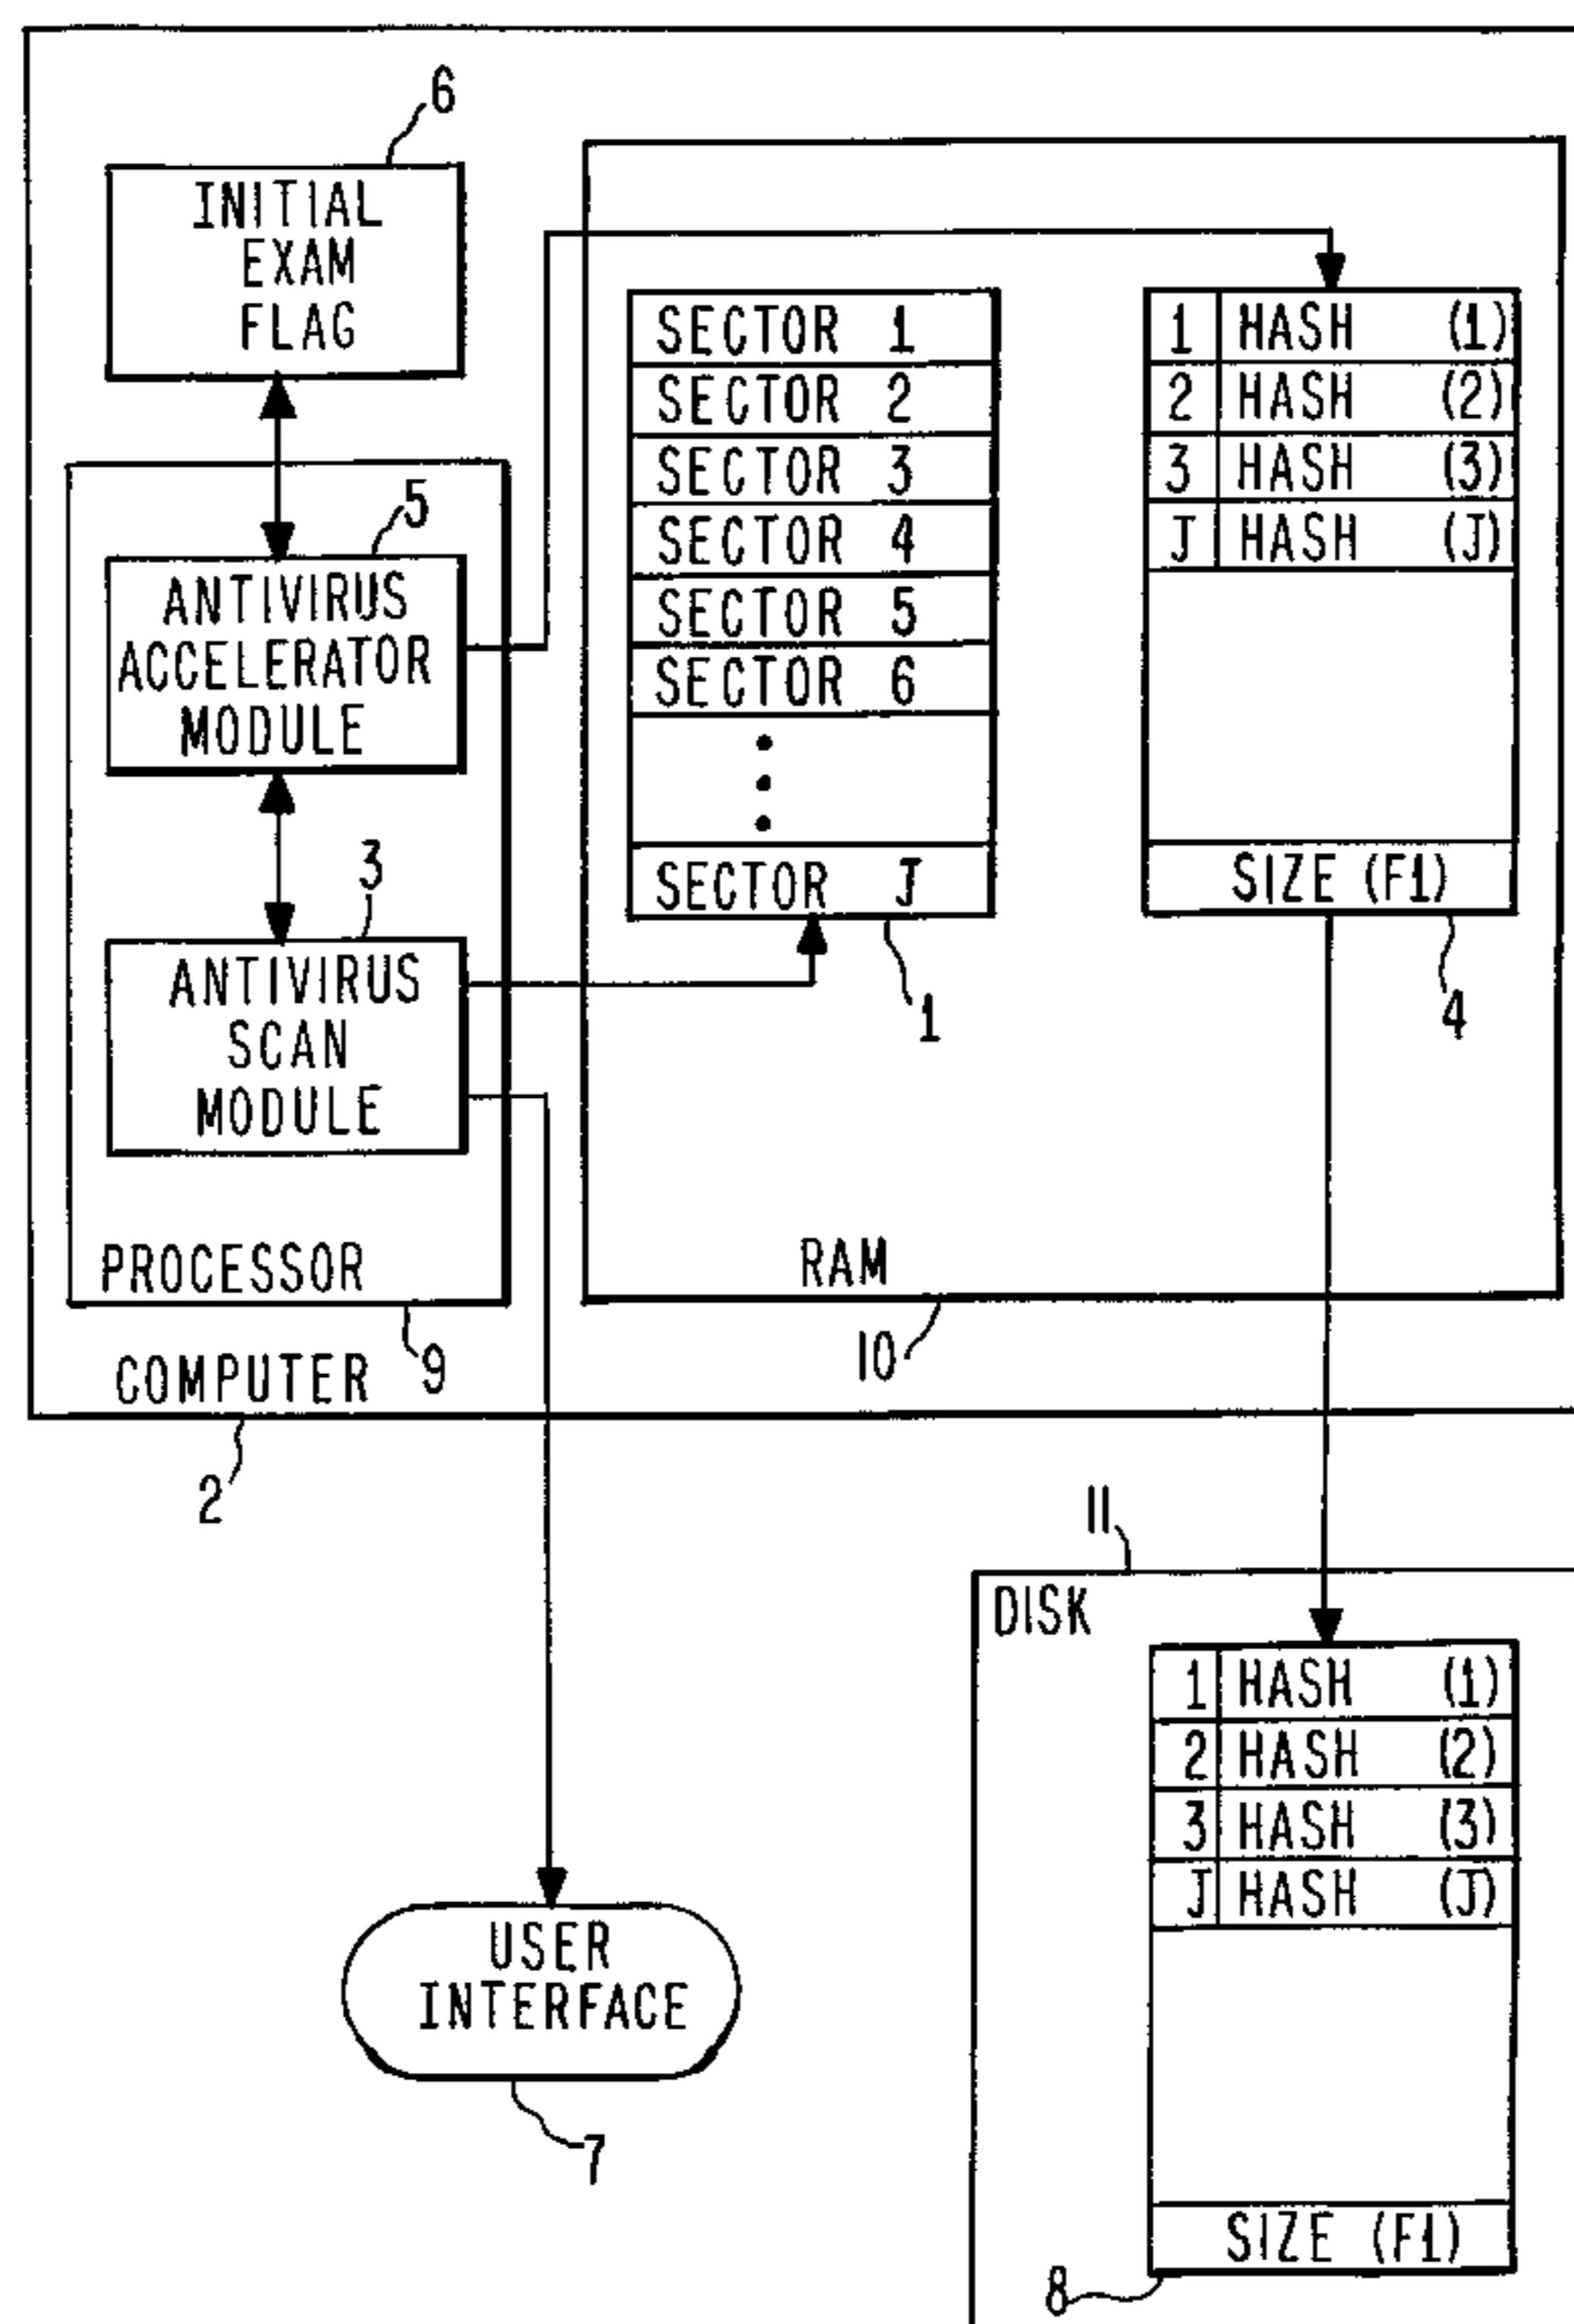 6
INITIAL
EXAM
FLAG
5
ANTIVIRUS
ACCELERATOR
MODULE
3
ANTIVIRUS
SCAN
MODULE
PROCESSOR
9
COMPUTER
2
SECTOR 1
SECTOR 2
SECTOR 3
SECTOR 4
SECTOR 5
SECTOR 6
SECTOR J
1
1 HASH (1)
2 HASH (2)
3 HASH (3)
J HASH (J)
SIZE (F1)
4
RAM
10
11
DISK
1 HASH (1)
2 HASH (2)
3 HASH (3)
J HASH (J)
SIZE (F1)
8
USER
INTERFACE
7